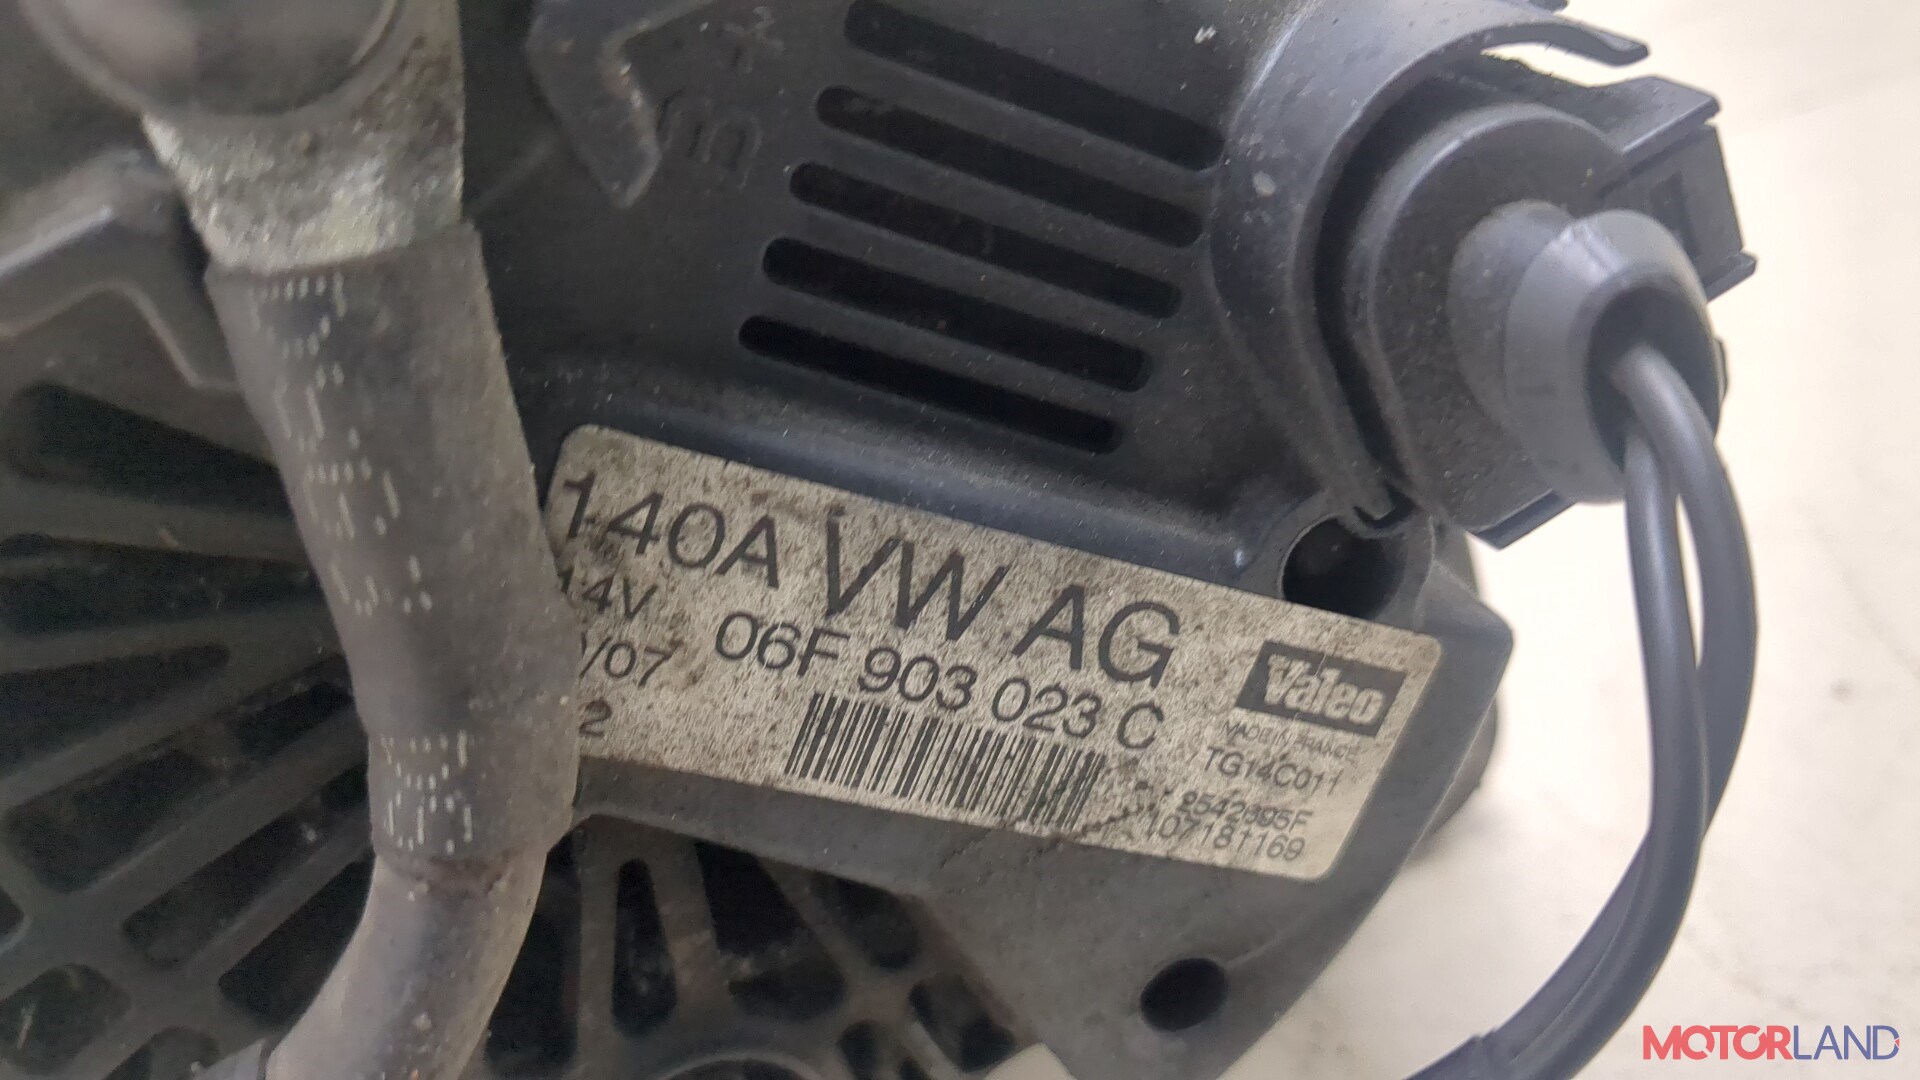 140A VW AG
14V
/07
06F 903 023 C
2
Valeo
MADE IN FRANCE
TG14C011
2542695F
107181169
MOTORLAND